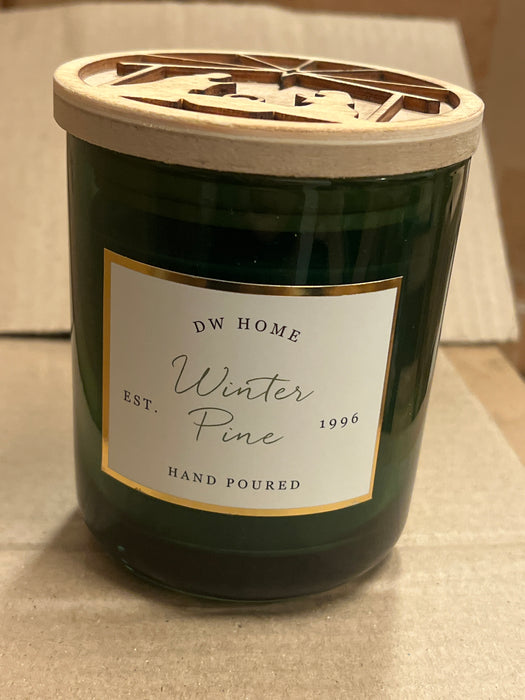 DW HOME
Winter
EST. Pine 1996
HAND POURED